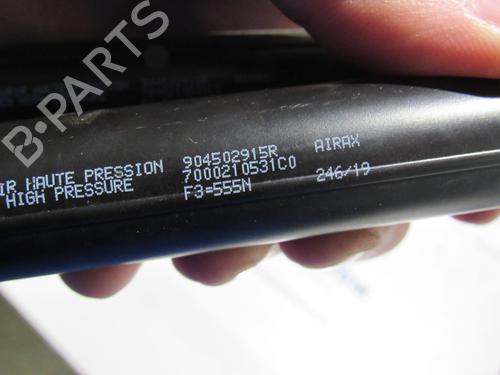 B-PARTS
IR HAUTE PRESSION 904502915R AIRAX
HIGH PRESSURE 7000210531C0 246/19
F3=555N